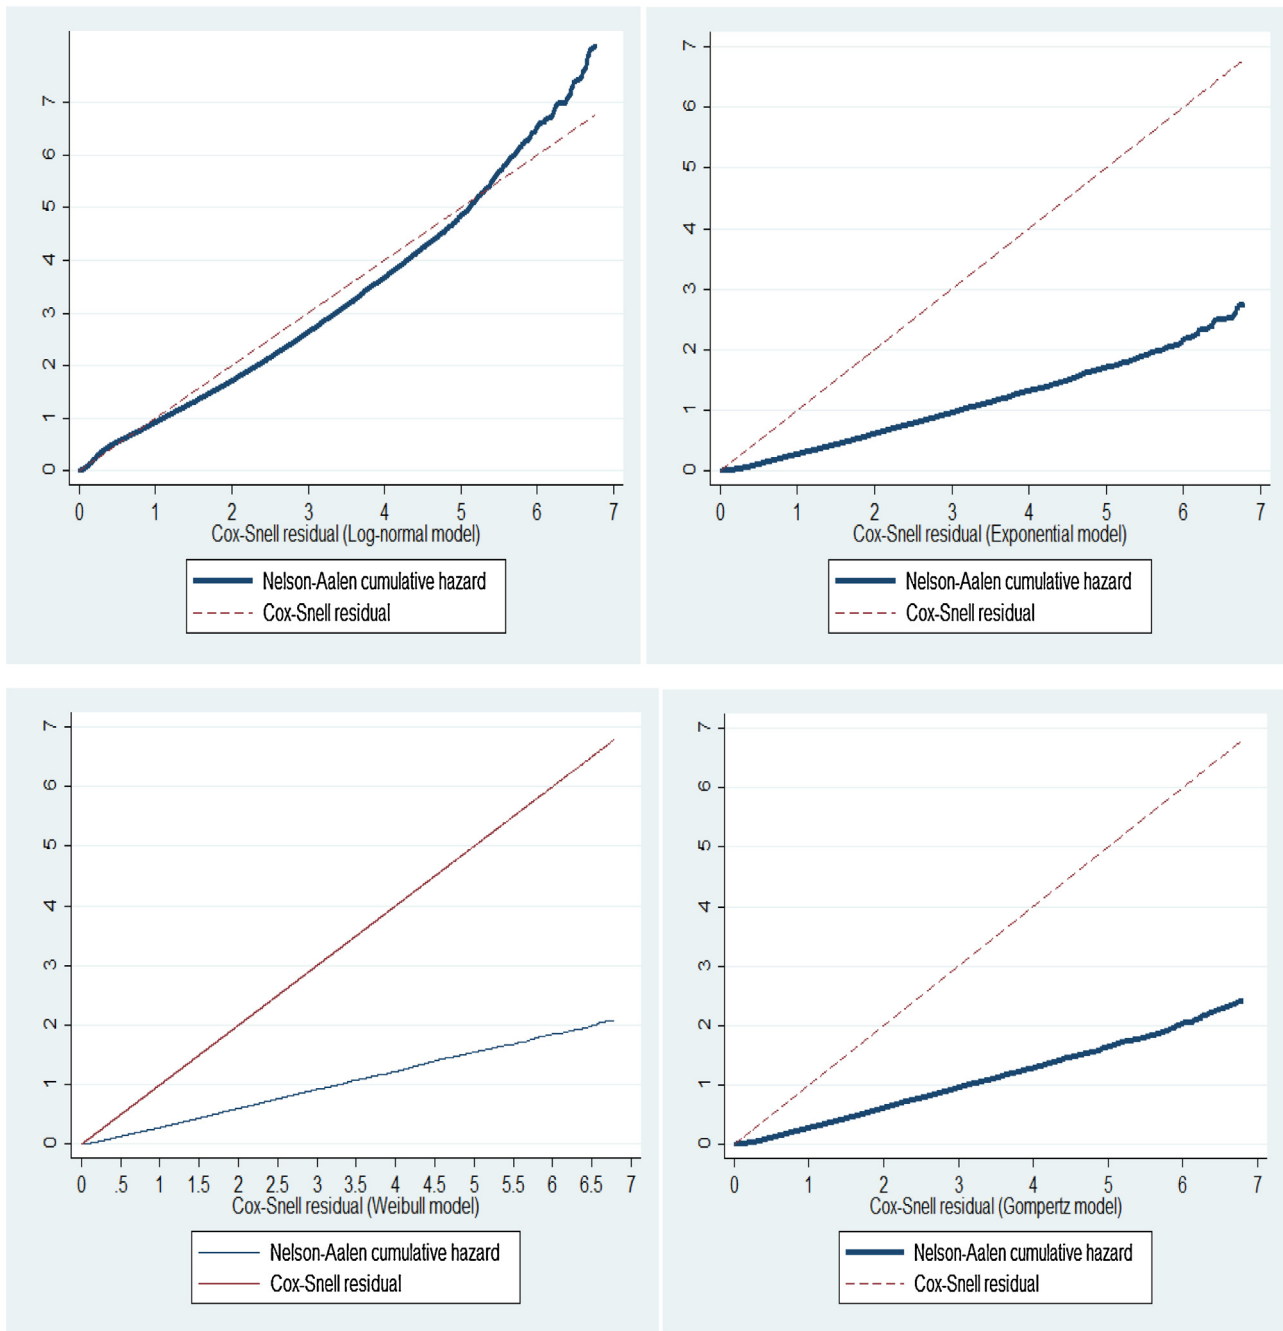 7
6
5
4
3
2
1
0
0 1 2 3 4 5 6 7
Cox-Snell residual (Log-normal model)
Nelson-Aalen cumulative hazard
Cox-Snell residual
7
6
5
4
3
2
1
0
0 1 2 3 4 5 6 7
Cox-Snell residual (Exponential model)
Nelson-Aalen cumulative hazard
Cox-Snell residual
7
6
5
4
3
2
1
0
0 .5 1 1.5 2 2.5 3 3.5 4 4.5 5 5.5 6 6.5 7
Cox-Snell residual (Weibull model)
Nelson-Aalen cumulative hazard
Cox-Snell residual
7
6
5
4
3
2
1
0
0 1 2 3 4 5 6 7
Cox-Snell residual (Gompertz model)
Nelson-Aalen cumulative hazard
Cox-Snell residual